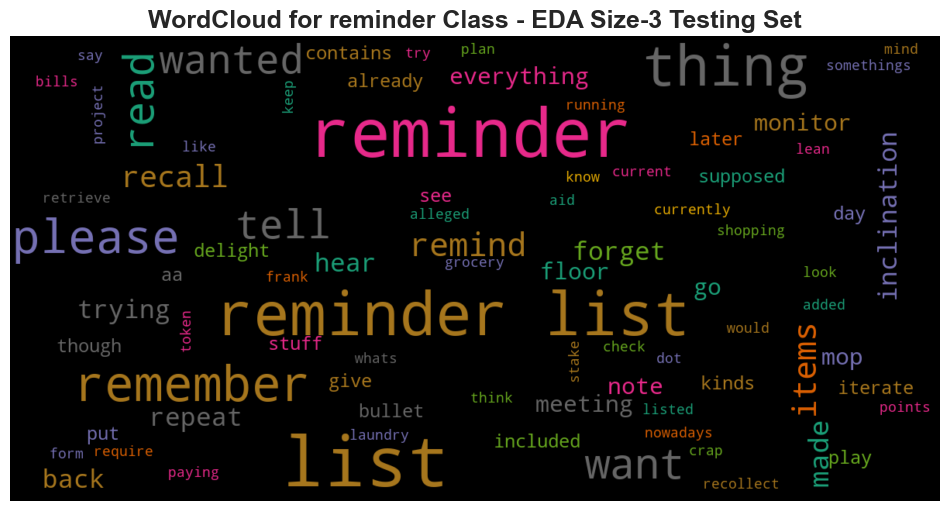 WordCloud for reminder Class - EDA Size-3 Testing Set
say
wanted
contains
try
plan
thing
mind
somethings
bills
read
keep
already
everything
project
running
reminder
monitor
later
like
lean
inclination
recall
know
current
supposed
retrieve
see
aid
alleged
currently
day
please
tell
shopping
delight
remind
forget
hear
grocery
floor
aa
frank
go
look
trying
token
reminder list
added
though
stuff
would
items
whats
stake
check
dot
mop
remember
give
note
kinds
iterate
think
meeting
listed
points
repeat
bullet
put
laundry
included
nowadays
made
form
require
list
crap
play
back
paying
want
recollect